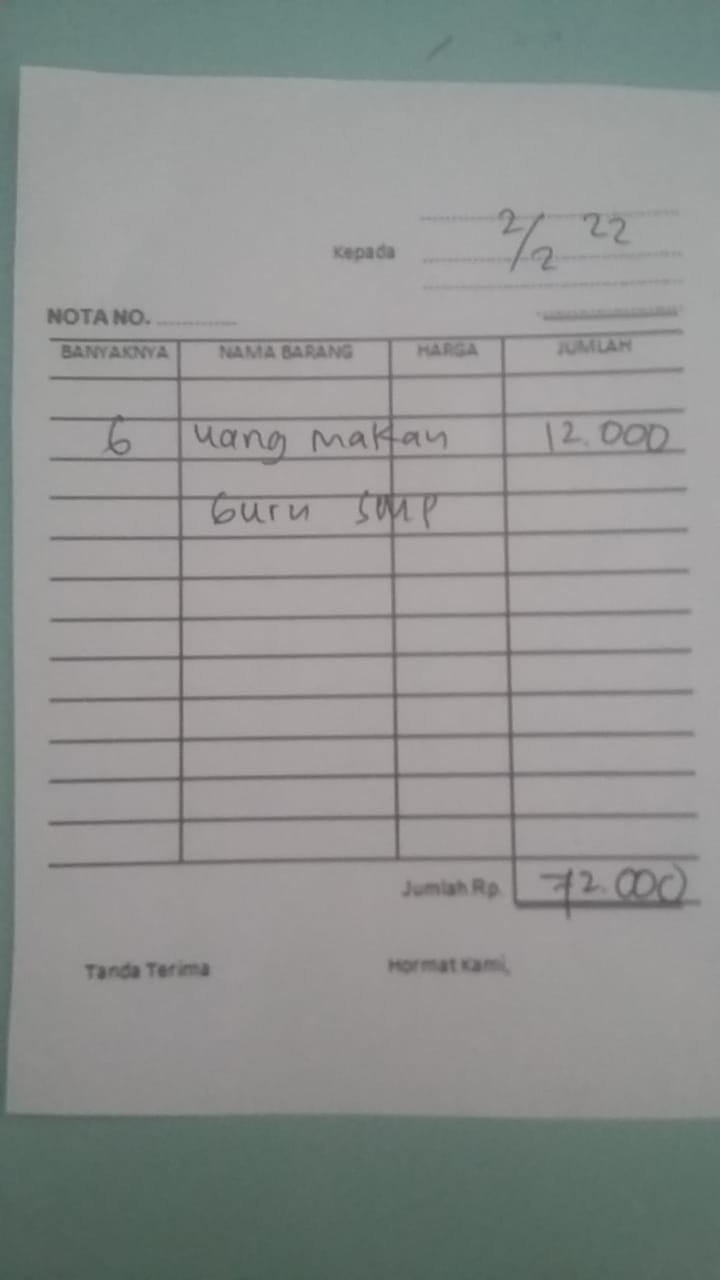 2/2 22
Kepada
NOTA NO. ............
BANYAKNYA NAMA BARANG HARGA JUMLAH
6 uang makan 12.000
Guru SMP
Jumlah Rp. 72.000
Tanda Terima Hormat Kami,